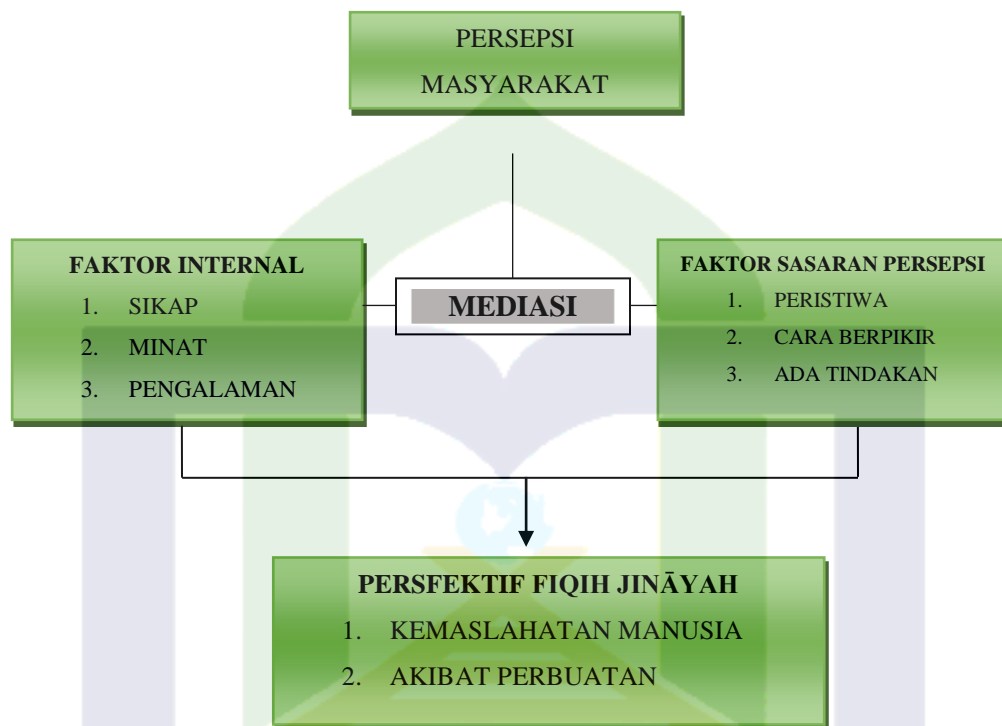 PERSEPSI
MASYARAKAT
FAKTOR INTERNAL
1. SIKAP
2. MINAT
3. PENGALAMAN
MEDIASI
FAKTOR SASARAN PERSEPSI
1. PERISTIWA
2. CARA BERPIKIR
3. ADA TINDAKAN
PERSFEKTIF FIQIH JINĀYAH
1. KEMASLAHATAN MANUSIA
2. AKIBAT PERBUATAN